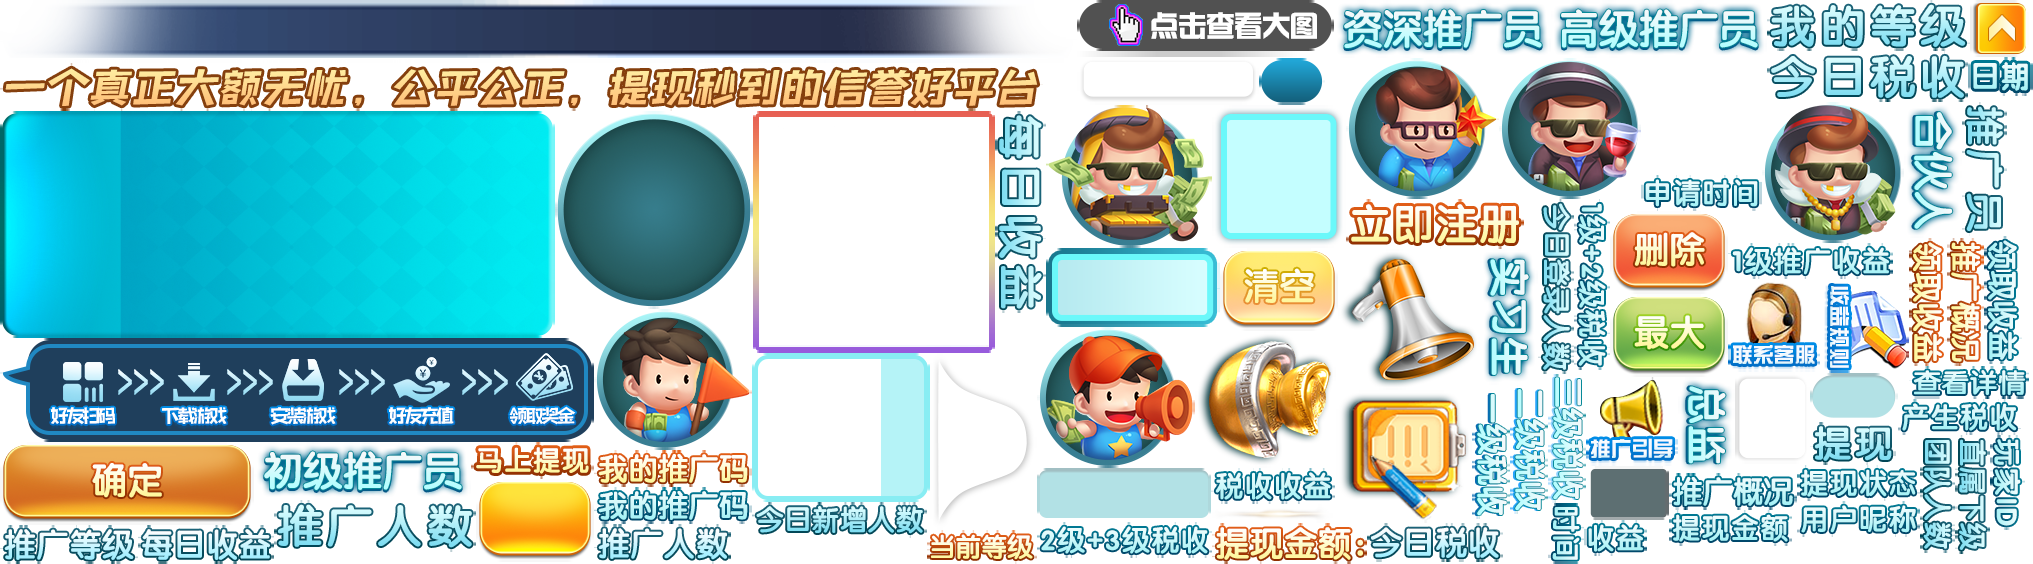 点击查看大图
资深推广员
高级推广员
我的等级
今日税收
日期
一个真正大额无忧，公平公正，提现秒到的信誉好平台
每日收益
合伙人
推广员
申请时间
立即注册
今日登录人数
1级+2级税收
删除
1级推广收益
领取收益
推广概况
领取收益
清空
实习生
最大
联系客服
收益规则
好友扫码
下载游戏
安装游戏
好友充值
领取奖金
查看详情
产生税收
一级税收
二级税收
三级税收
时间
推广引导
总监
提现
确定
初级推广员
马上提现
我的推广码
我的推广码
税收收益
推广概况
提现状态
团队人数
直属下级
玩家ID
推广等级
每日收益
推广人数
推广人数
今日新增人数
当前等级
2级+3级税收
提现金额:
今日税收
收益
提现金额
用户昵称